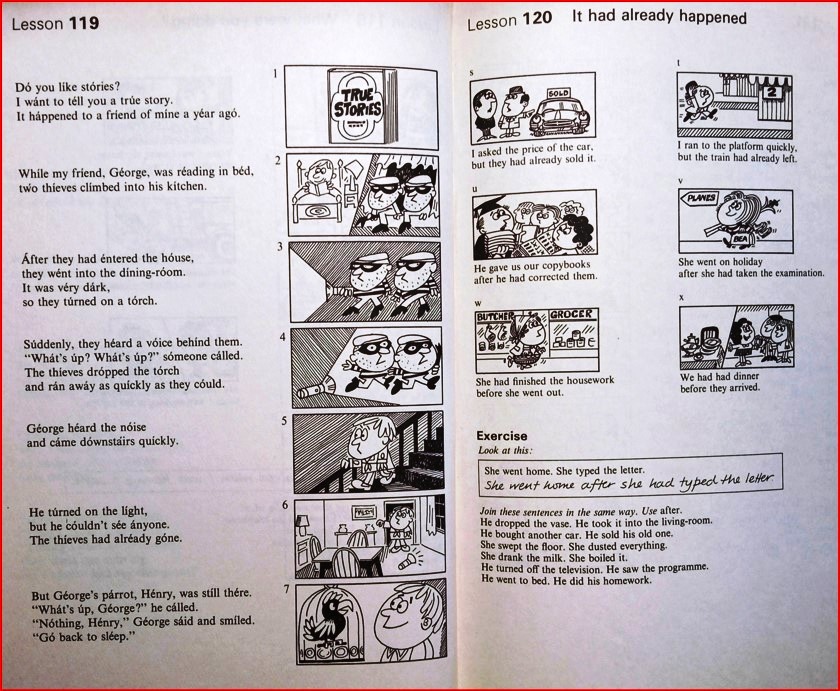 Lesson 119
Dó you like stóries?
I wánt to téll you a trúe story.
It háppened to a friend of mine a yéar agó.
1
TRUE
STORIES
While my friend, Géorge, was réading in béd,
twó thieves climbed into his kitchen.
2
Áfter they had éntered the hóuse,
they wént into the díning-róom.
It was véry dárk,
so they túrned on a tórch.
3
Súddenly, they héard a vóice behínd them.
“Whát's úp? Whát's úp?” sómeone cálled.
The thieves drópped the tórch
and rán awáy as quíckly as they cóuld.
4
Géorge héard the nóise
and cáme dównstáirs quíckly.
5
He túrned on the líght,
but he cóuldn't sée ányone.
The thíeves had alréady góne.
6
But Géorge's párrot, Hénry, was still thére.
“Whát's úp, Géorge?” he cálled.
“Nóthing, Hénry,” Géorge sáid and smíled.
“Gó back to sléep.”
7
Lesson 120 It had already happened
s
SOLD
I asked the price of the car,
but they had already sold it.
t
2
I ran to the platform quickly,
but the train had already left.
u
He gave us our copybooks
after he had corrected them.
v
PLANES
BEA
She went on holiday
after she had taken the examination.
w
BUTCHER GROCER
She had finished the housework
before she went out.
x
We had had dinner
before they arrived.
Exercise
Look at this:
She went home. She typed the letter.
She went home after she had typed the letter.
Join these sentences in the same way. Use after.
He dropped the vase. He took it into the living-room.
He bought another car. He sold his old one.
She swept the floor. She dusted everything.
She drank the milk. She boiled it.
He turned off the television. He saw the programme.
He went to bed. He did his homework.